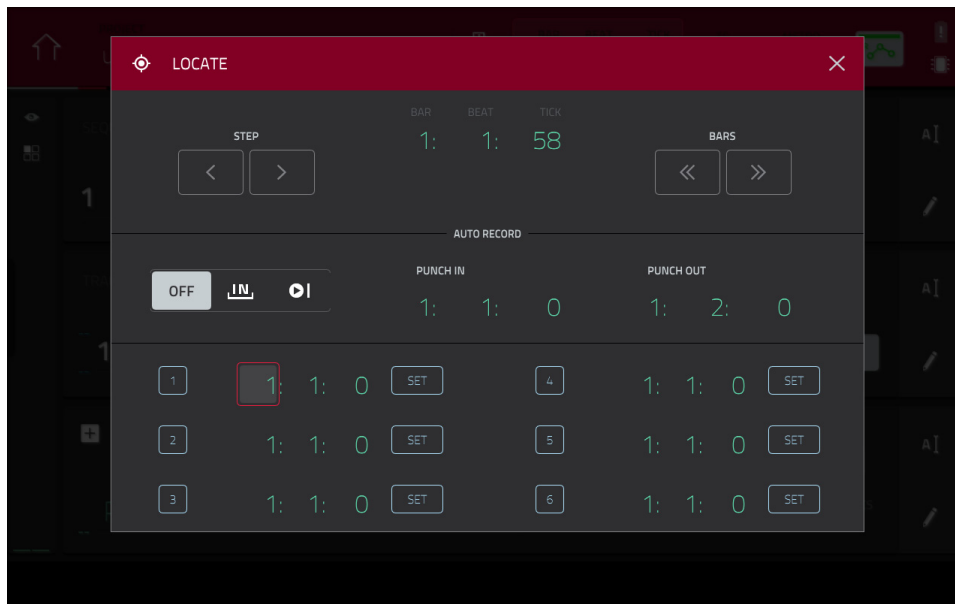 LOCATE
BAR BEAT TICK
STEP 1: 1: 58 BARS
AUTO RECORD
PUNCH IN PUNCH OUT
OFF IN 1: 1: 0 1: 2: 0
1 1: 1: 0 SET 4 1: 1: 0 SET
2 1: 1: 0 SET 5 1: 1: 0 SET
3 1: 1: 0 SET 6 1: 1: 0 SET
1
1